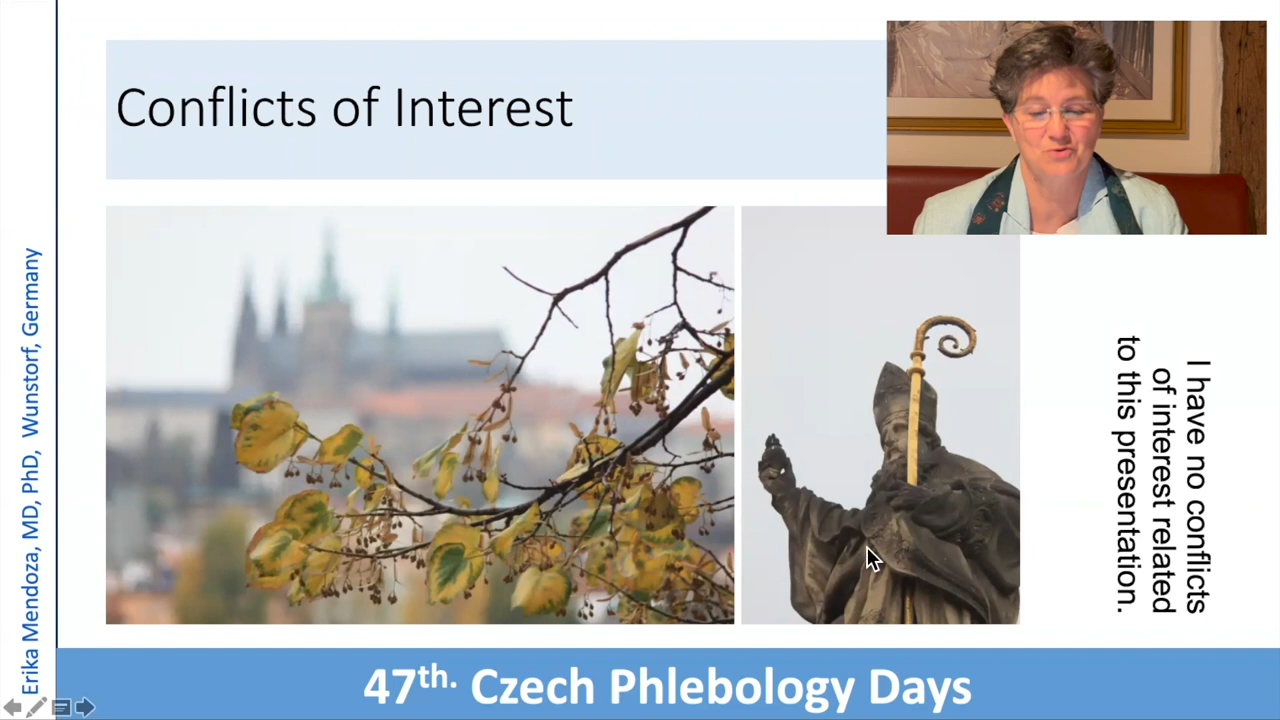 Conflicts of Interest
Erika Mendoza, MD, PhD, Wunstorf, Germany
I have no conflicts
of interest related
to this presentation.
47th. Czech Phlebology Days